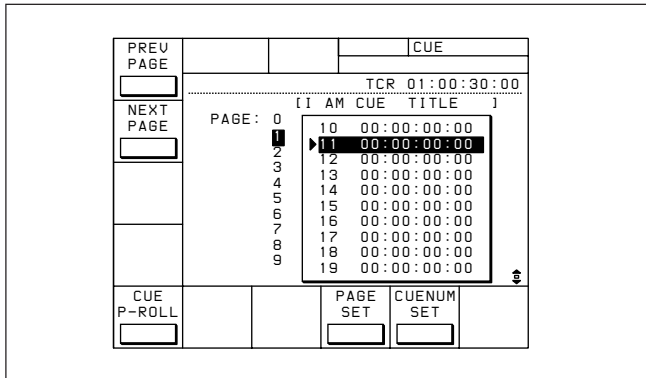 PREV
PAGE
CUE
TCR 01:00:30:00
[I AM CUE TITLE ]
NEXT
PAGE
PAGE: 0
1
2
3
4
5
6
7
8
9
10 00:00:00:00
11 00:00:00:00
12 00:00:00:00
13 00:00:00:00
14 00:00:00:00
15 00:00:00:00
16 00:00:00:00
17 00:00:00:00
18 00:00:00:00
19 00:00:00:00
CUE
P-ROLL
PAGE
SET
CUENUM
SET